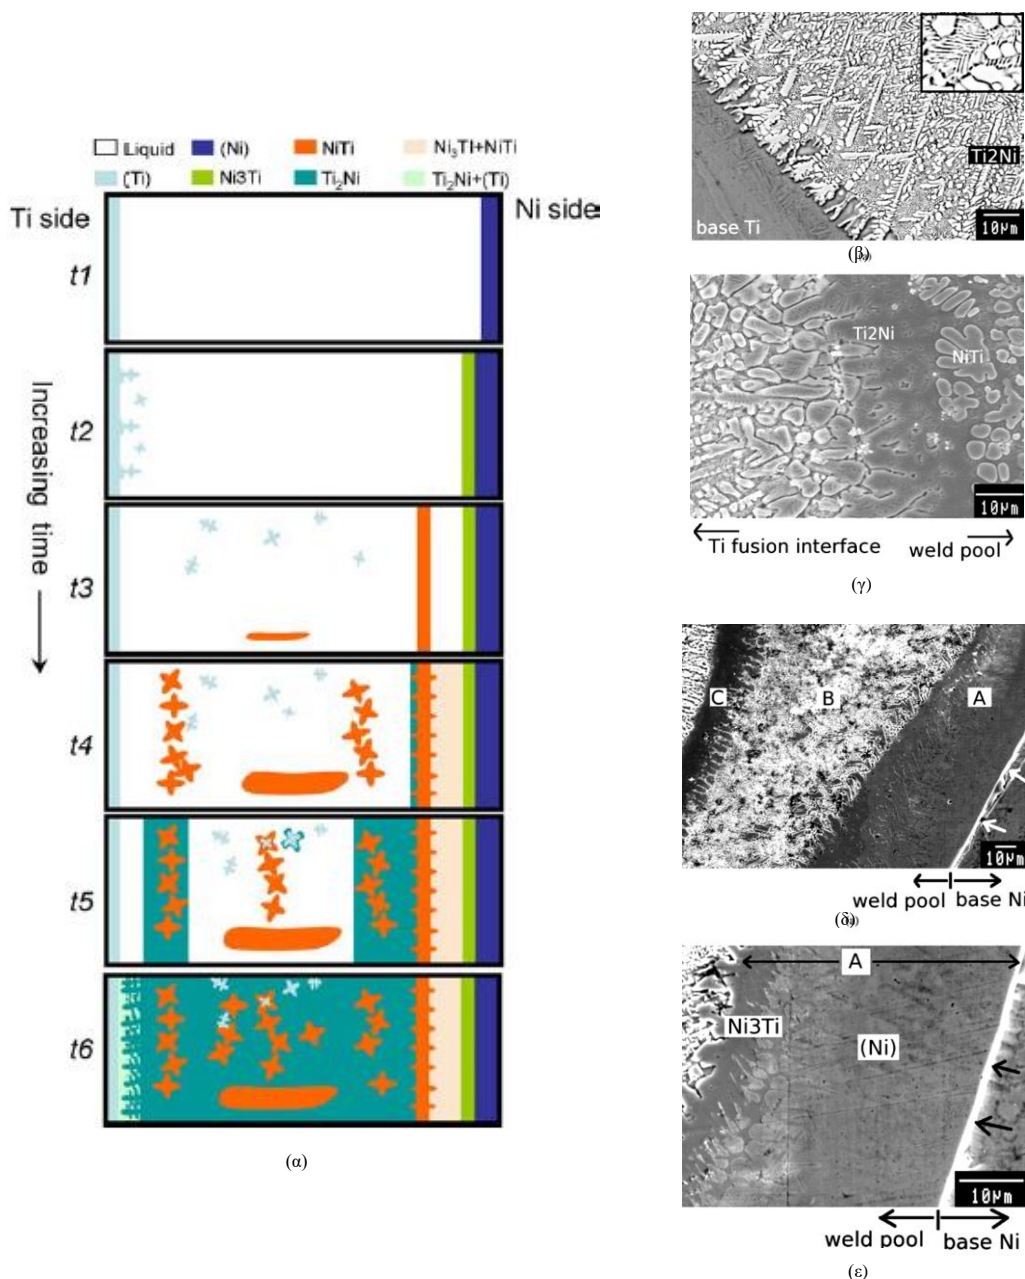 Liquid (Ni) NiTi Ni₃Ti+NiTi
(Ti) Ni3Ti Ti₂Ni Ti₂Ni+(Ti)
Ti side Ni side
t1
t2
t3
t4
t5
t6
Increasing time
(α)
Ti2Ni
base Ti
10µm
(β)
Ti2Ni
NiTi
10µm
Ti fusion interface weld pool
(γ)
C B A
10µm
weld pool base Ni
(δ)
A
Ni3Ti
(Ni)
10µm
weld pool base Ni
(ε)